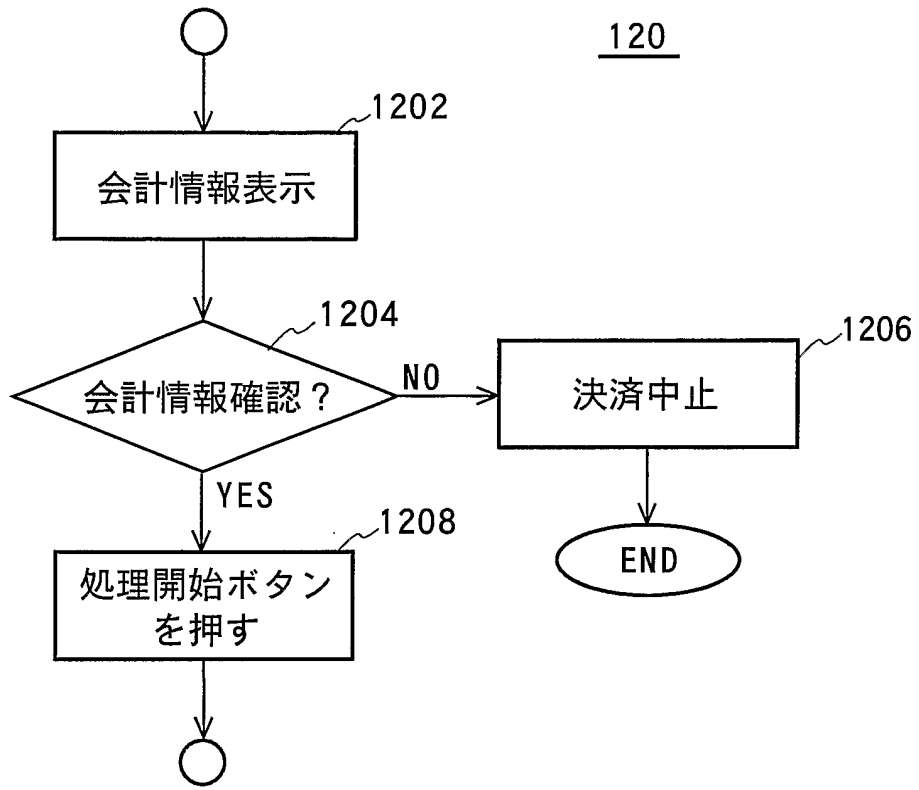 120
1202
会計情報表示
1204
会計情報確認？
NO
1206
決済中止
YES
END
1208
処理開始ボタン
を押す